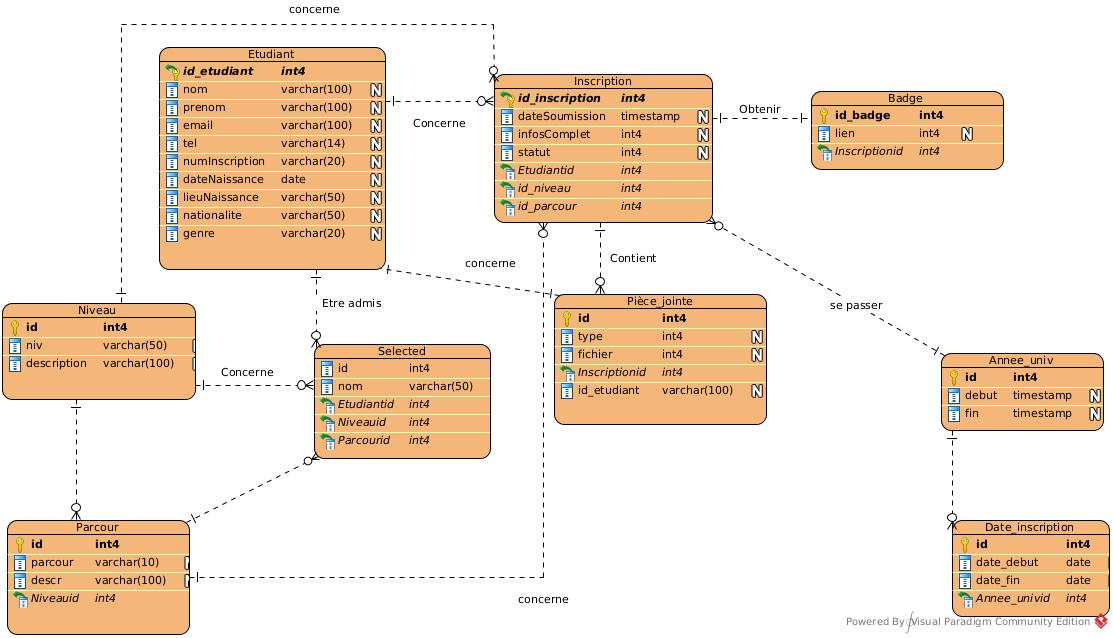 concerne
Etudiant
id_etudiant int4
nom varchar(100) N
prenom varchar(100) N
email varchar(100) N
tel varchar(14) N
numInscription varchar(20) N
dateNaissance date N
lieuNaissance varchar(50) N
nationalite varchar(50) N
genre varchar(20) N
Concerne
Inscription
id_inscription int4
dateSoumission timestamp N
infosComplet int4 N
statut int4 N
Etudiantid int4
id_niveau int4
id_parcour int4
Obtenir
Badge
id_badge int4
lien int4 N
Inscriptionid int4
concerne
Contient
Etre admis
se passer
Niveau
id int4
niv varchar(50)
description varchar(100)
Concerne
Selected
id int4
nom varchar(50)
Etudiantid int4
Niveauid int4
Parcourid int4
Pièce_jointe
id int4
type int4 N
fichier int4 N
Inscriptionid int4
id_etudiant varchar(100) N
Annee_univ
id int4
debut timestamp N
fin timestamp N
Parcour
id int4
parcour varchar(10)
descr varchar(100) N
Niveauid int4
concerne
Date_inscription
id int4
date_debut date
date_fin date
Annee_univid int4
Powered By Visual Paradigm Community Edition